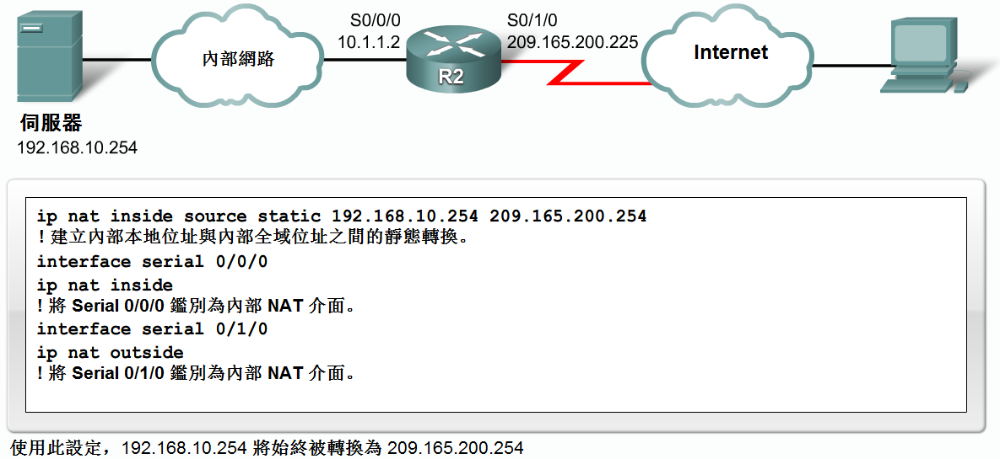 S0/0/0
10.1.1.2
S0/1/0
209.165.200.225
內部網路
R2
Internet
伺服器
192.168.10.254
ip nat inside source static 192.168.10.254 209.165.200.254
! 建立內部本地位址與內部全域位址之間的靜態轉換。
interface serial 0/0/0
ip nat inside
! 將 Serial 0/0/0 鑑別為內部 NAT 介面。
interface serial 0/1/0
ip nat outside
! 將 Serial 0/1/0 鑑別為內部 NAT 介面。
使用此設定，192.168.10.254 將始終被轉換為 209.165.200.254